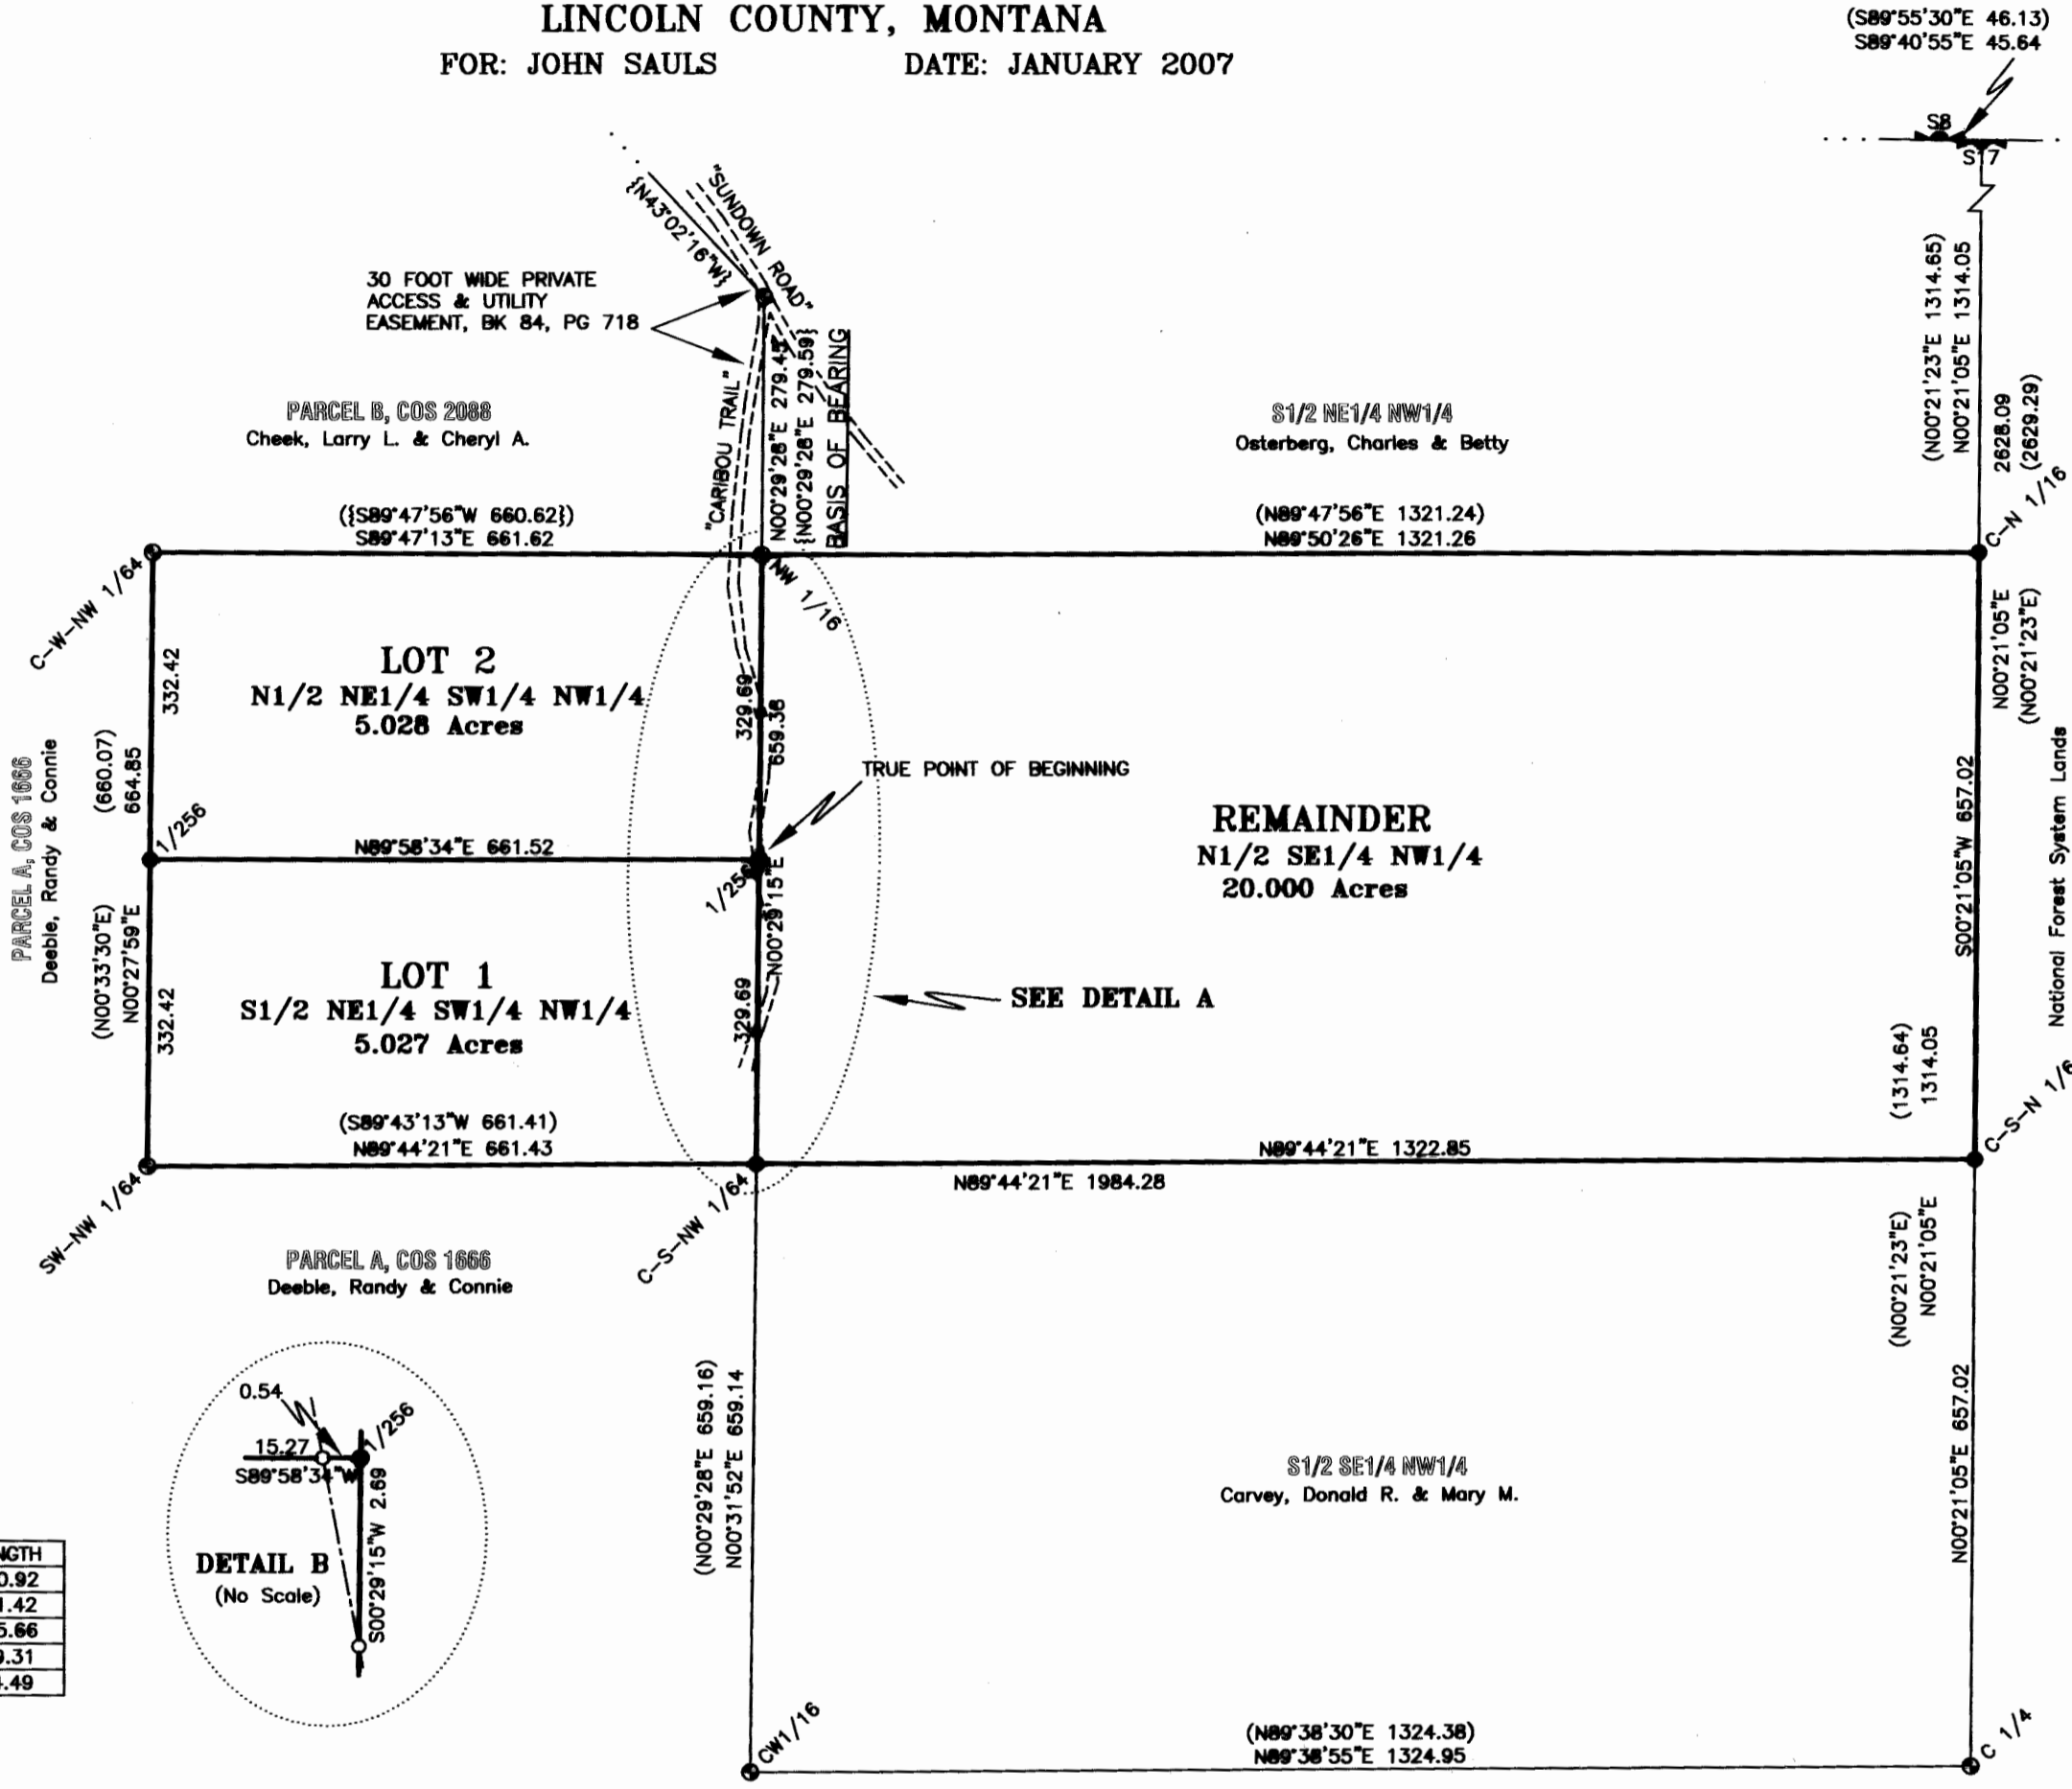 LINCOLN COUNTY, MONTANA
FOR: JOHN SAULS DATE: JANUARY 2007
(S89°55'30"E 46.13)
S89°40'55"E 45.64
S8
S17
"SUNDOWN ROAD"
{N43°02'16"W}
30 FOOT WIDE PRIVATE
ACCESS & UTILITY
EASEMENT, BK 84, PG 718
"CARIBOU TRAIL"
N00°29'28"E 279.45
{N00°29'28"E 279.59}
BASIS OF BEARING
(N00°21'23"E 1314.65)
N00°21'05"E 1314.05
2628.09
(2629.29)
PARCEL B, COS 2088
Cheek, Larry L. & Cheryl A.
S1/2 NE1/4 NW1/4
Osterberg, Charles & Betty
({S89°47'56"W 660.62})
S89°47'13"E 661.62
(N89°47'56"E 1321.24)
N89°50'26"E 1321.26
C-N 1/16
C-W-NW 1/64
NW 1/16
N00°21'05"E
(N00°21'23"E)
332.42
LOT 2
N1/2 NE1/4 SW1/4 NW1/4
5.028 Acres
329.69
659.38
(660.07)
664.85
PARCEL A, COS 1666
Deeble, Randy & Connie
TRUE POINT OF BEGINNING
REMAINDER
N1/2 SE1/4 NW1/4
20.000 Acres
S00°21'05"W 657.02
National Forest System Lands
1/256
N89°58'34"E 661.52
1/256
N00°29'15"E
(N00°33'30"E)
N00°27'59"E
332.42
LOT 1
S1/2 NE1/4 SW1/4 NW1/4
5.027 Acres
329.69
SEE DETAIL A
(1314.64)
1314.05
(S89°43'13"W 661.41)
N89°44'21"E 661.43
N89°44'21"E 1322.85
N89°44'21"E 1984.28
C-S-N 1/6
SW-NW 1/64
C-S-NW 1/64
(N00°21'23"E)
N00°21'05"E
PARCEL A, COS 1666
Deeble, Randy & Connie
0.54
1/256
15.27
S89°58'34"W
S00°29'15"W 2.69
DETAIL B
(No Scale)
(N00°29'28"E 659.16)
N00°31'52"E 659.14
S1/2 SE1/4 NW1/4
Carvey, Donald R. & Mary M.
N00°21'05"E 657.02
NGTH
0.92
.42
5.66
9.31
.49
CW1/16
(N89°38'30"E 1324.38)
N89°38'55"E 1324.95
C 1/4